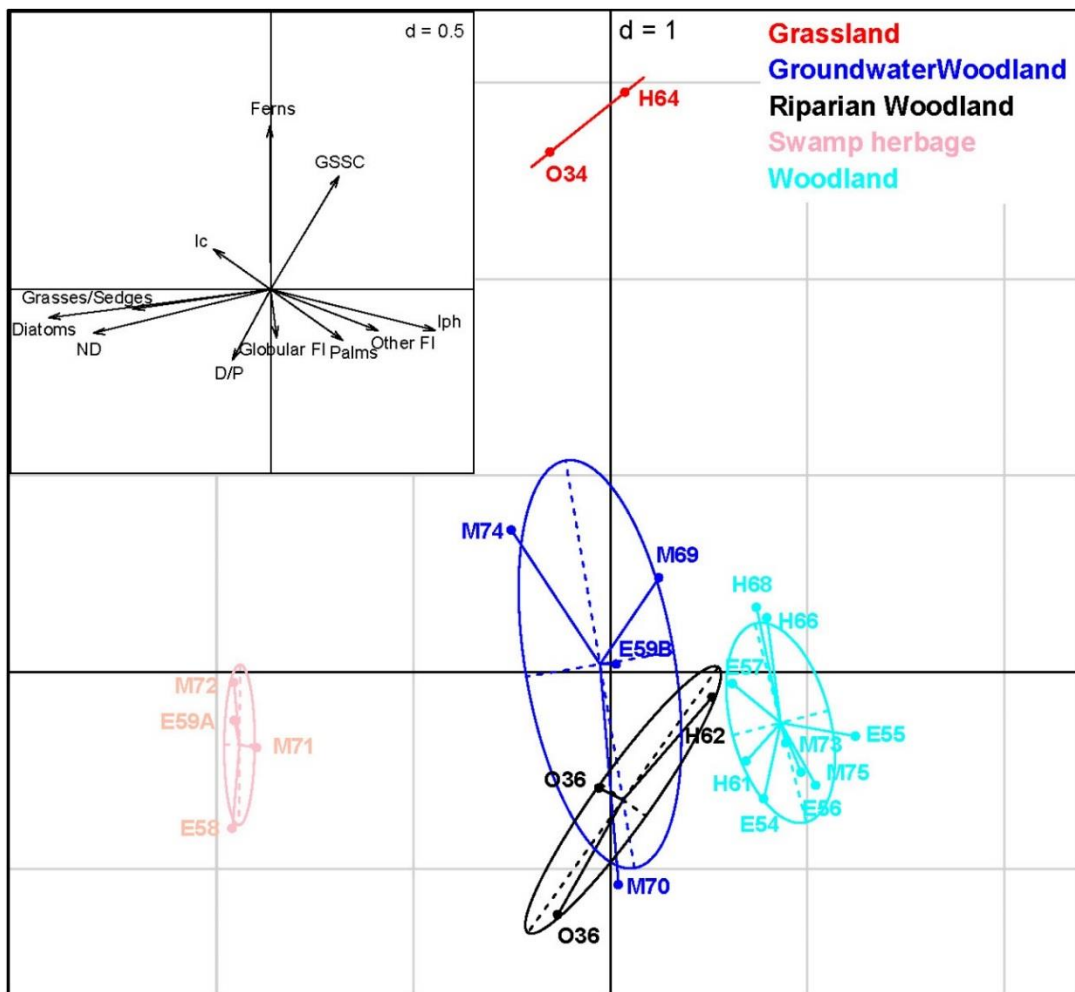 d = 0.5
d = 1
Grassland
GroundwaterWoodland
Riparian Woodland
Swamp herbage
Woodland
Ferns
GSSC
Ic
Grasses/Sedges
Diatoms
ND
D/P
Globular FI
Palms
Other FI
Iph
H64
O34
M74
M69
E59B
H68
H66
E57
M72
E59A
M71
E58
H62
M73
E55
H61
M75
E54
E56
O36
M70
O36